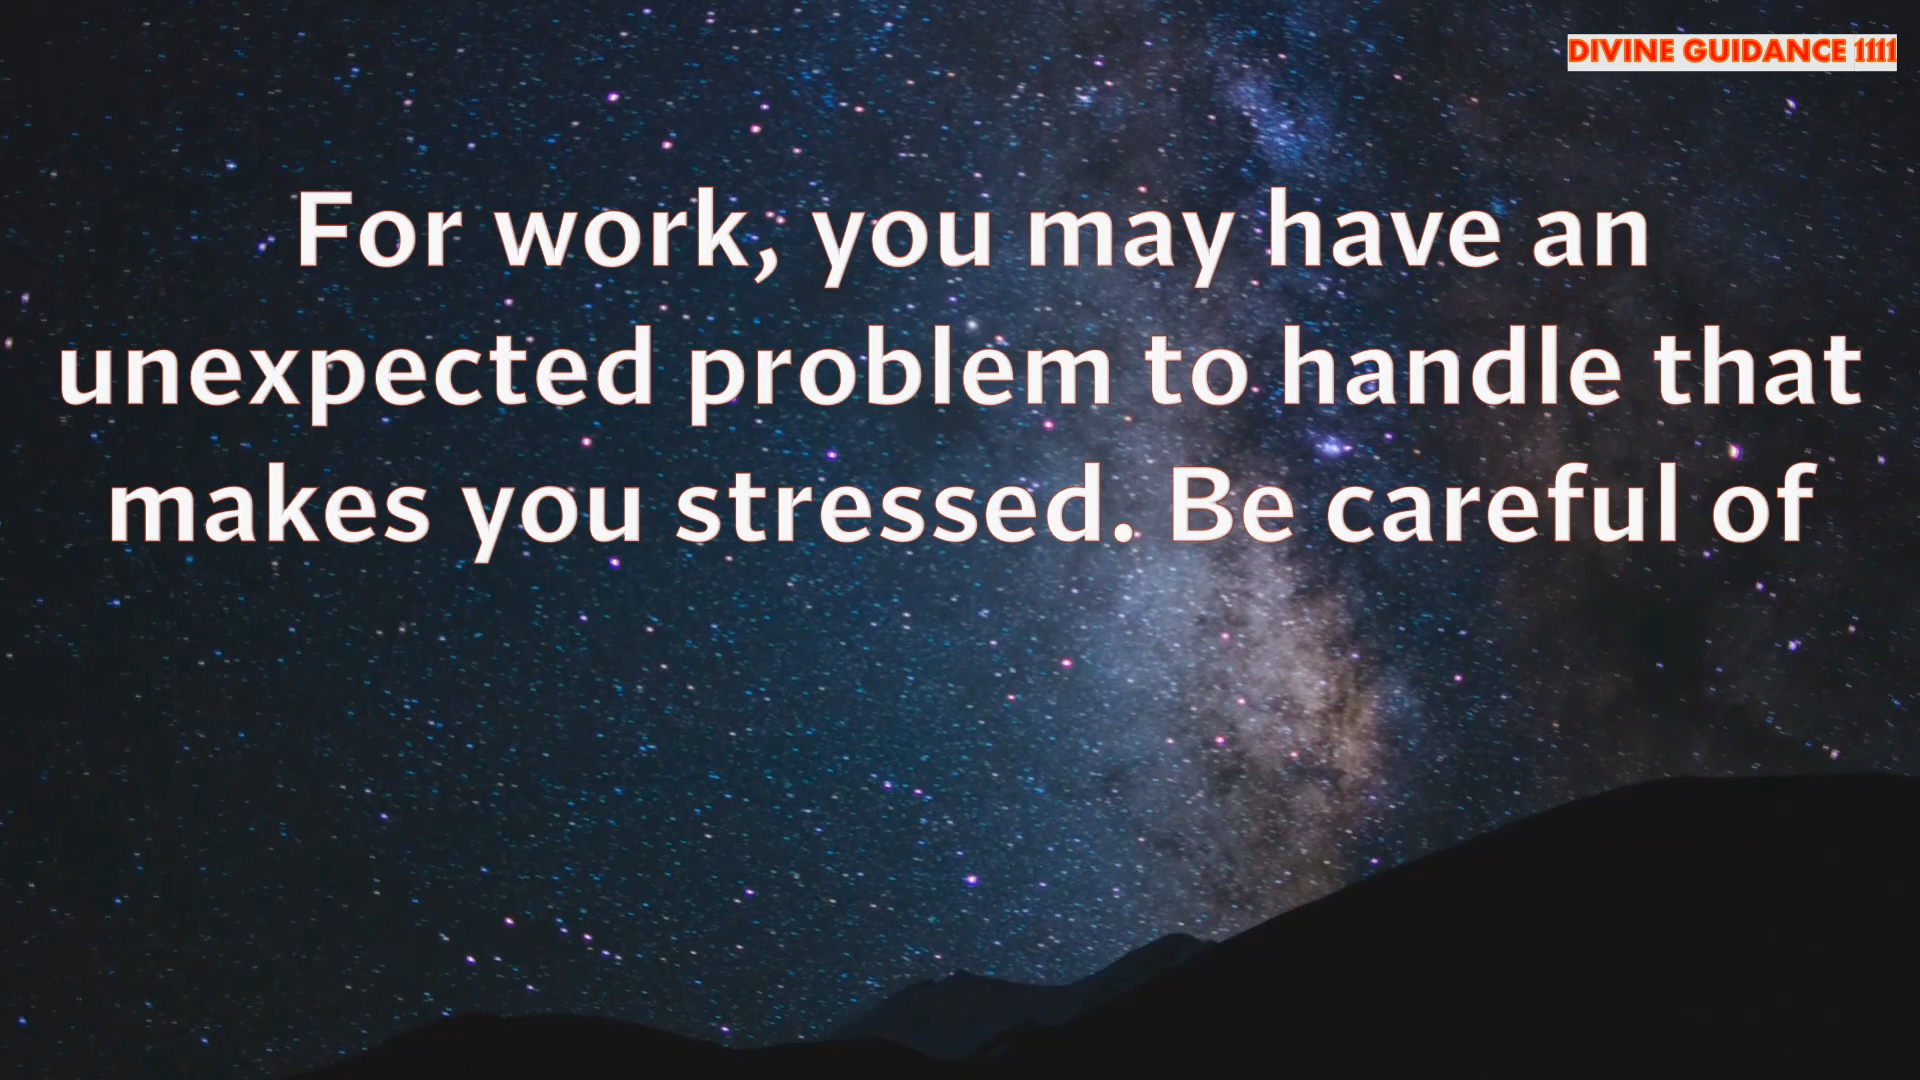 DIVINE GUIDANCE 1111
For work, you may have an
unexpected problem to handle that
makes you stressed. Be careful of